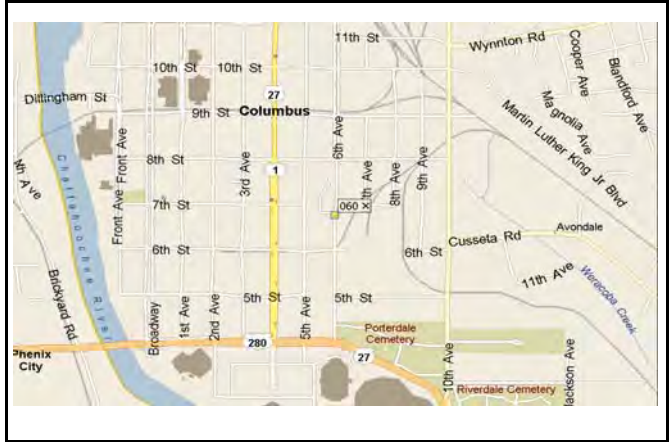 11th St
Wynnton Rd
Cooper Ave
Blandford Ave
10th St
10th St
27
Dillingham St
9th St
Columbus
Magnolia Ave
Martin Luther King Jr Blvd
6th Ave
Front Ave
8th St
3rd Ave
1
7th Ave
8th Ave
9th Ave
Chattahoochee River
Front Ave
7th St
060 ×
6th St
6th St
Cusseta Rd
Avondale
11th Ave
Weracoba Creek
Brickyard Rd
Broadway
1st Ave
2nd Ave
5th St
5th Ave
5th St
280
Porterdale
Cemetery
27
Phenix
City
10th Ave
Riverdale Cemetery
Jackson Ave